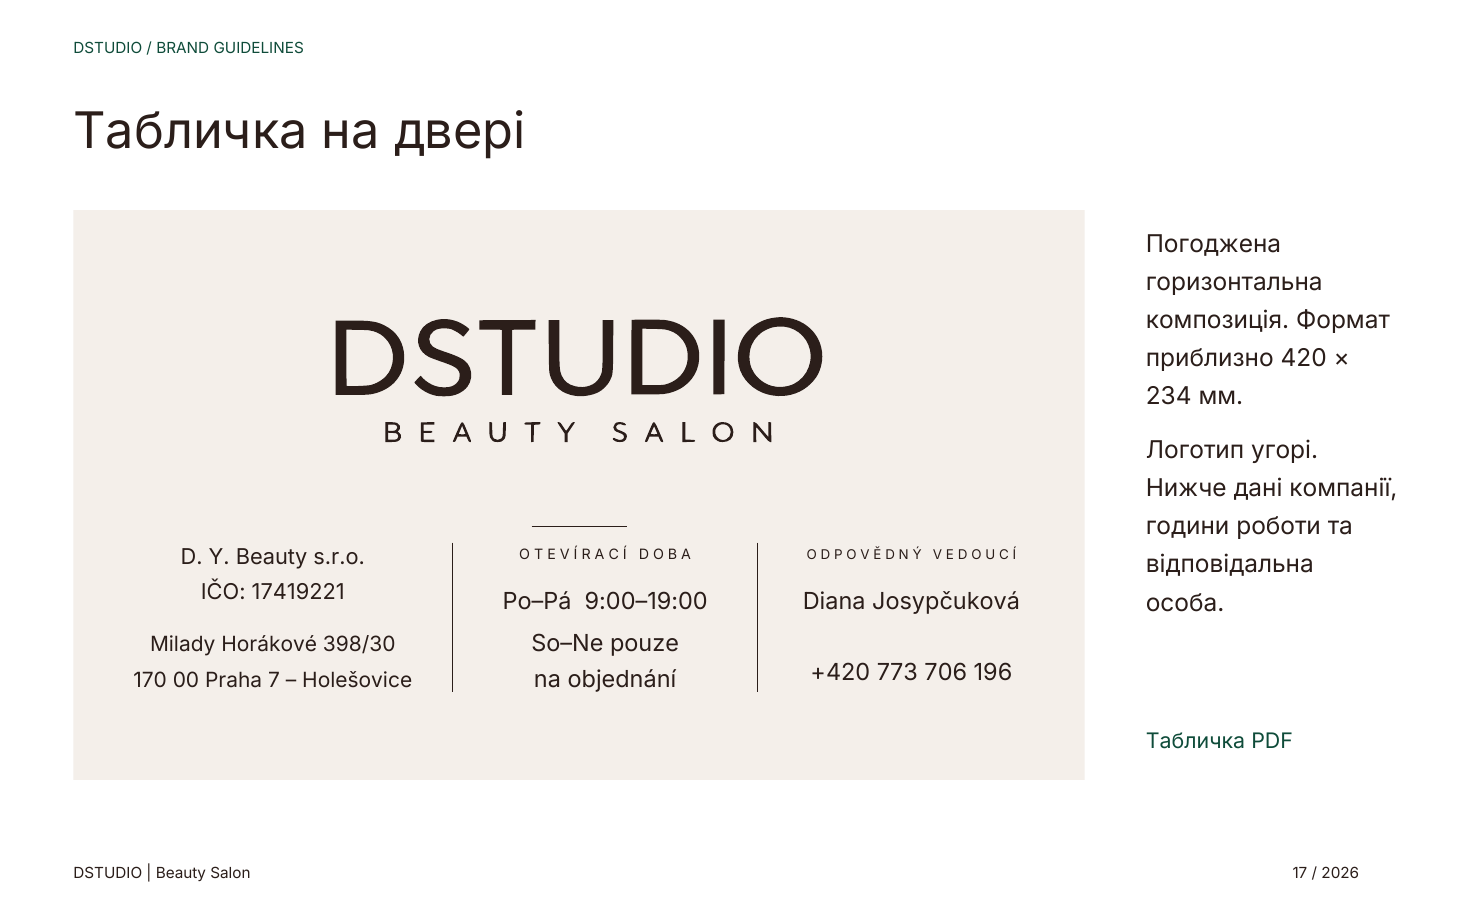 DSTUDIO / BRAND GUIDELINES
Табличка на двері
DSTUDIO
BEAUTY SALON
D. Y. Beauty s.r.o.
IČO: 17419221
Milady Horákové 398/30
170 00 Praha 7 – Holešovice
OTEVÍRACÍ DOBA
Po–Pá 9:00–19:00
So–Ne pouze
na objednání
ODPOVĚDNÝ VEDOUCÍ
Diana Josypčuková
+420 773 706 196
Погоджена
горизонтальна
композиція. Формат
приблизно 420 ×
234 мм.
Логотип угорі.
Нижче дані компанії,
години роботи та
відповідальна
особа.
Табличка PDF
DSTUDIO | Beauty Salon
17 / 2026